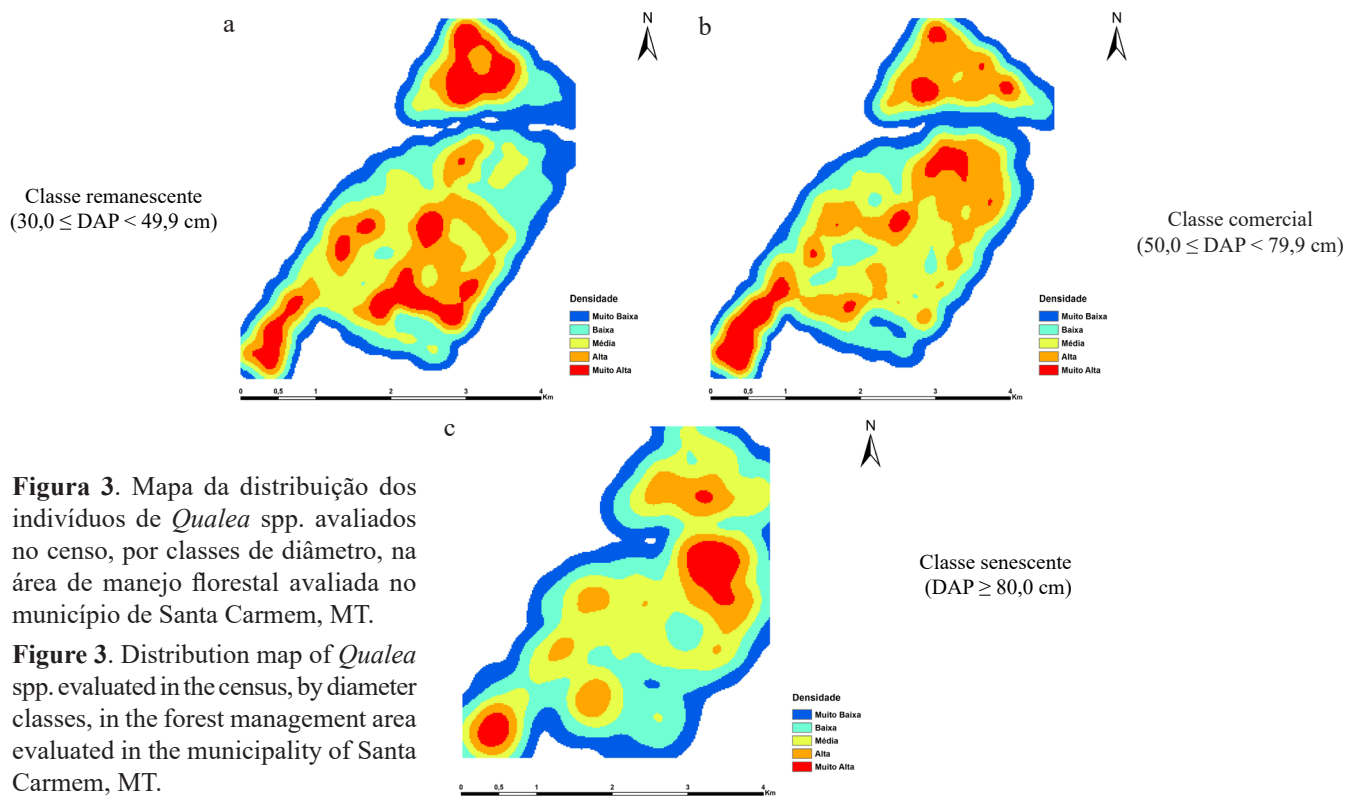 a
N
Classe remanescente
(30,0 ≤ DAP < 49,9 cm)
Densidade
Muito Baixa
Baixa
Média
Alta
Muito Alta
0 0,5 1 2 3 4
Km
b
N
Classe comercial
(50,0 ≤ DAP < 79,9 cm)
Densidade
Muito Baixa
Baixa
Média
Alta
Muito Alta
0 0,5 1 2 3 4
Km
c
N
Classe senescente
(DAP ≥ 80,0 cm)
Densidade
Muito Baixa
Baixa
Média
Alta
Muito Alta
0 0,5 1 2 3 4
Km
Figura 3. Mapa da distribuição dos
indivíduos de Qualea spp. avaliados
no censo, por classes de diâmetro, na
área de manejo florestal avaliada no
município de Santa Carmem, MT.
Figure 3. Distribution map of Qualea
spp. evaluated in the census, by diameter
classes, in the forest management area
evaluated in the municipality of Santa
Carmem, MT.